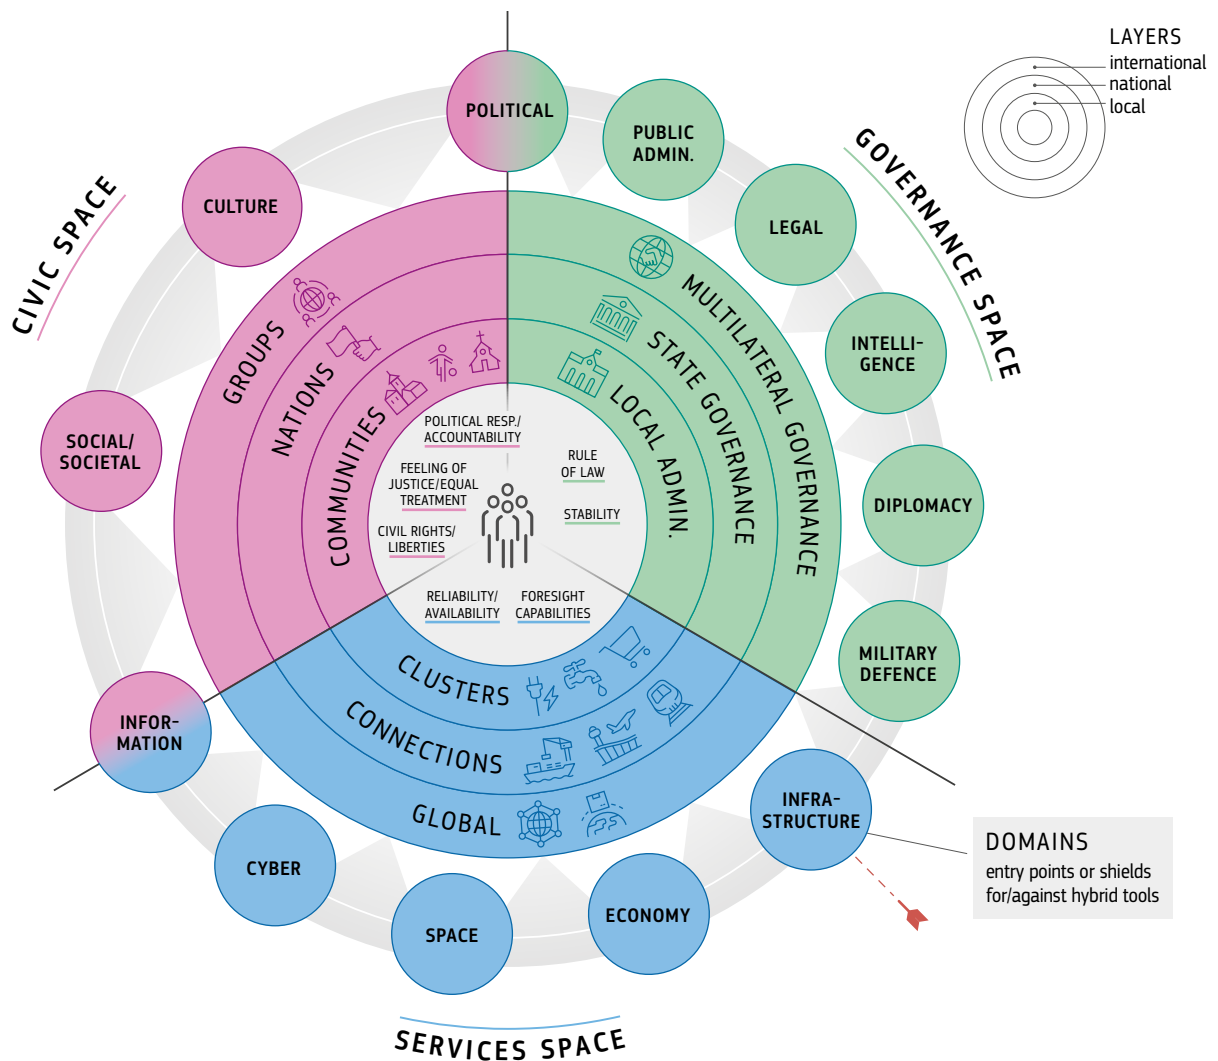 LAYERS
international
national
local
POLITICAL
PUBLIC
ADMIN.
LEGAL
INTELLI-
GENCE
DIPLOMACY
MILITARY
DEFENCE
GOVERNANCE SPACE
CULTURE
SOCIAL/
SOCIETAL
INFOR-
MATION
CIVIC SPACE
GROUPS
NATIONS
COMMUNITIES
MULTILATERAL GOVERNANCE
STATE GOVERNANCE
LOCAL ADMIN.
POLITICAL RESP./
ACCOUNTABILITY
FEELING OF
JUSTICE/EQUAL
TREATMENT
CIVIL RIGHTS/
LIBERTIES
RULE
OF LAW
STABILITY
RELIABILITY/
AVAILABILITY
FORESIGHT
CAPABILITIES
CLUSTERS
CONNECTIONS
GLOBAL
CYBER
SPACE
ECONOMY
INFRA-
STRUCTURE
SERVICES SPACE
DOMAINS
entry points or shields
for/against hybrid tools